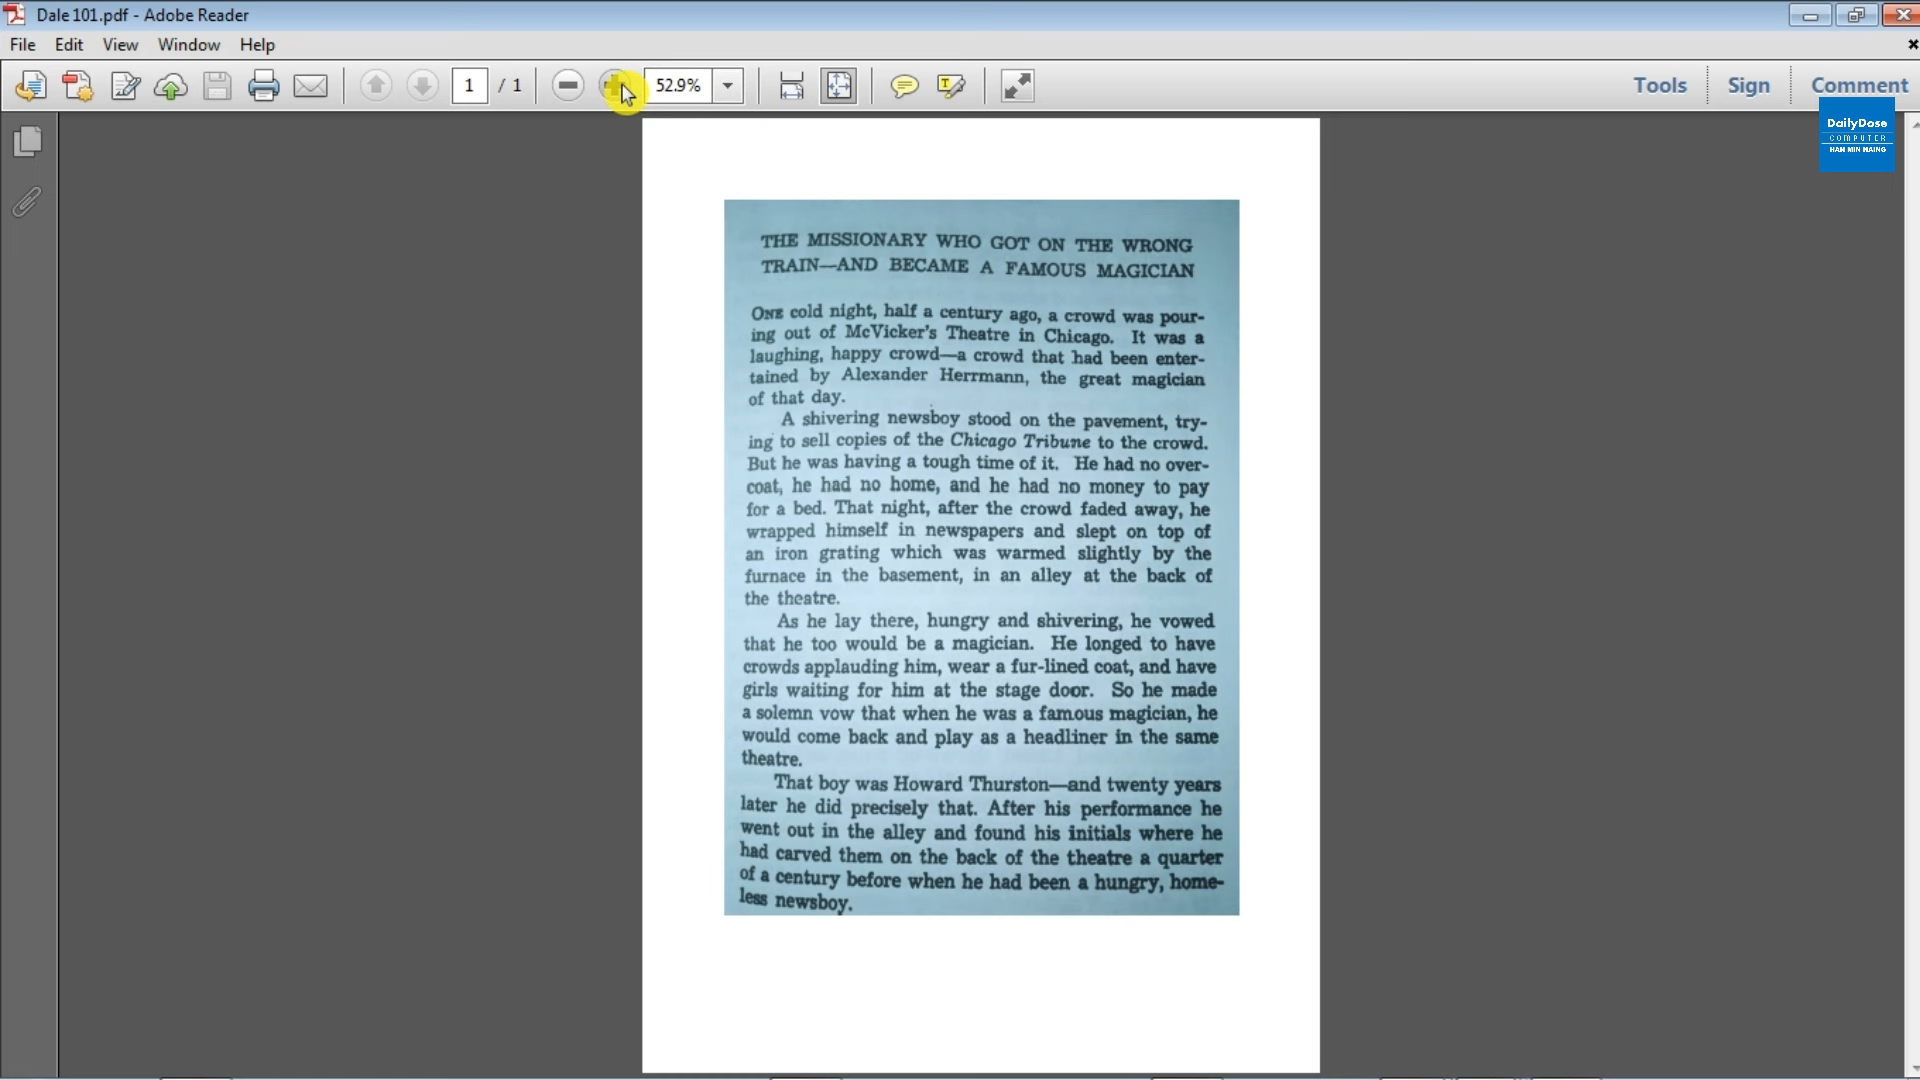 Dale 101.pdf - Adobe Reader
File Edit View Window Help
1 / 1 52.9% Tools Sign Comment
DailyDose
COMPUTER
HAN MIN NAING
THE MISSIONARY WHO GOT ON THE WRONG
TRAIN—AND BECAME A FAMOUS MAGICIAN
ONE cold night, half a century ago, a crowd was pour-
ing out of McVicker's Theatre in Chicago. It was a
laughing, happy crowd—a crowd that had been enter-
tained by Alexander Herrmann, the great magician
of that day.
A shivering newsboy stood on the pavement, try-
ing to sell copies of the Chicago Tribune to the crowd.
But he was having a tough time of it. He had no over-
coat, he had no home, and he had no money to pay
for a bed. That night, after the crowd faded away, he
wrapped himself in newspapers and slept on top of
an iron grating which was warmed slightly by the
furnace in the basement, in an alley at the back of
the theatre.
As he lay there, hungry and shivering, he vowed
that he too would be a magician. He longed to have
crowds applauding him, wear a fur-lined coat, and have
girls waiting for him at the stage door. So he made
a solemn vow that when he was a famous magician, he
would come back and play as a headliner in the same
theatre.
That boy was Howard Thurston—and twenty years
later he did precisely that. After his performance he
went out in the alley and found his initials where he
had carved them on the back of the theatre a quarter
of a century before when he had been a hungry, home-
less newsboy.